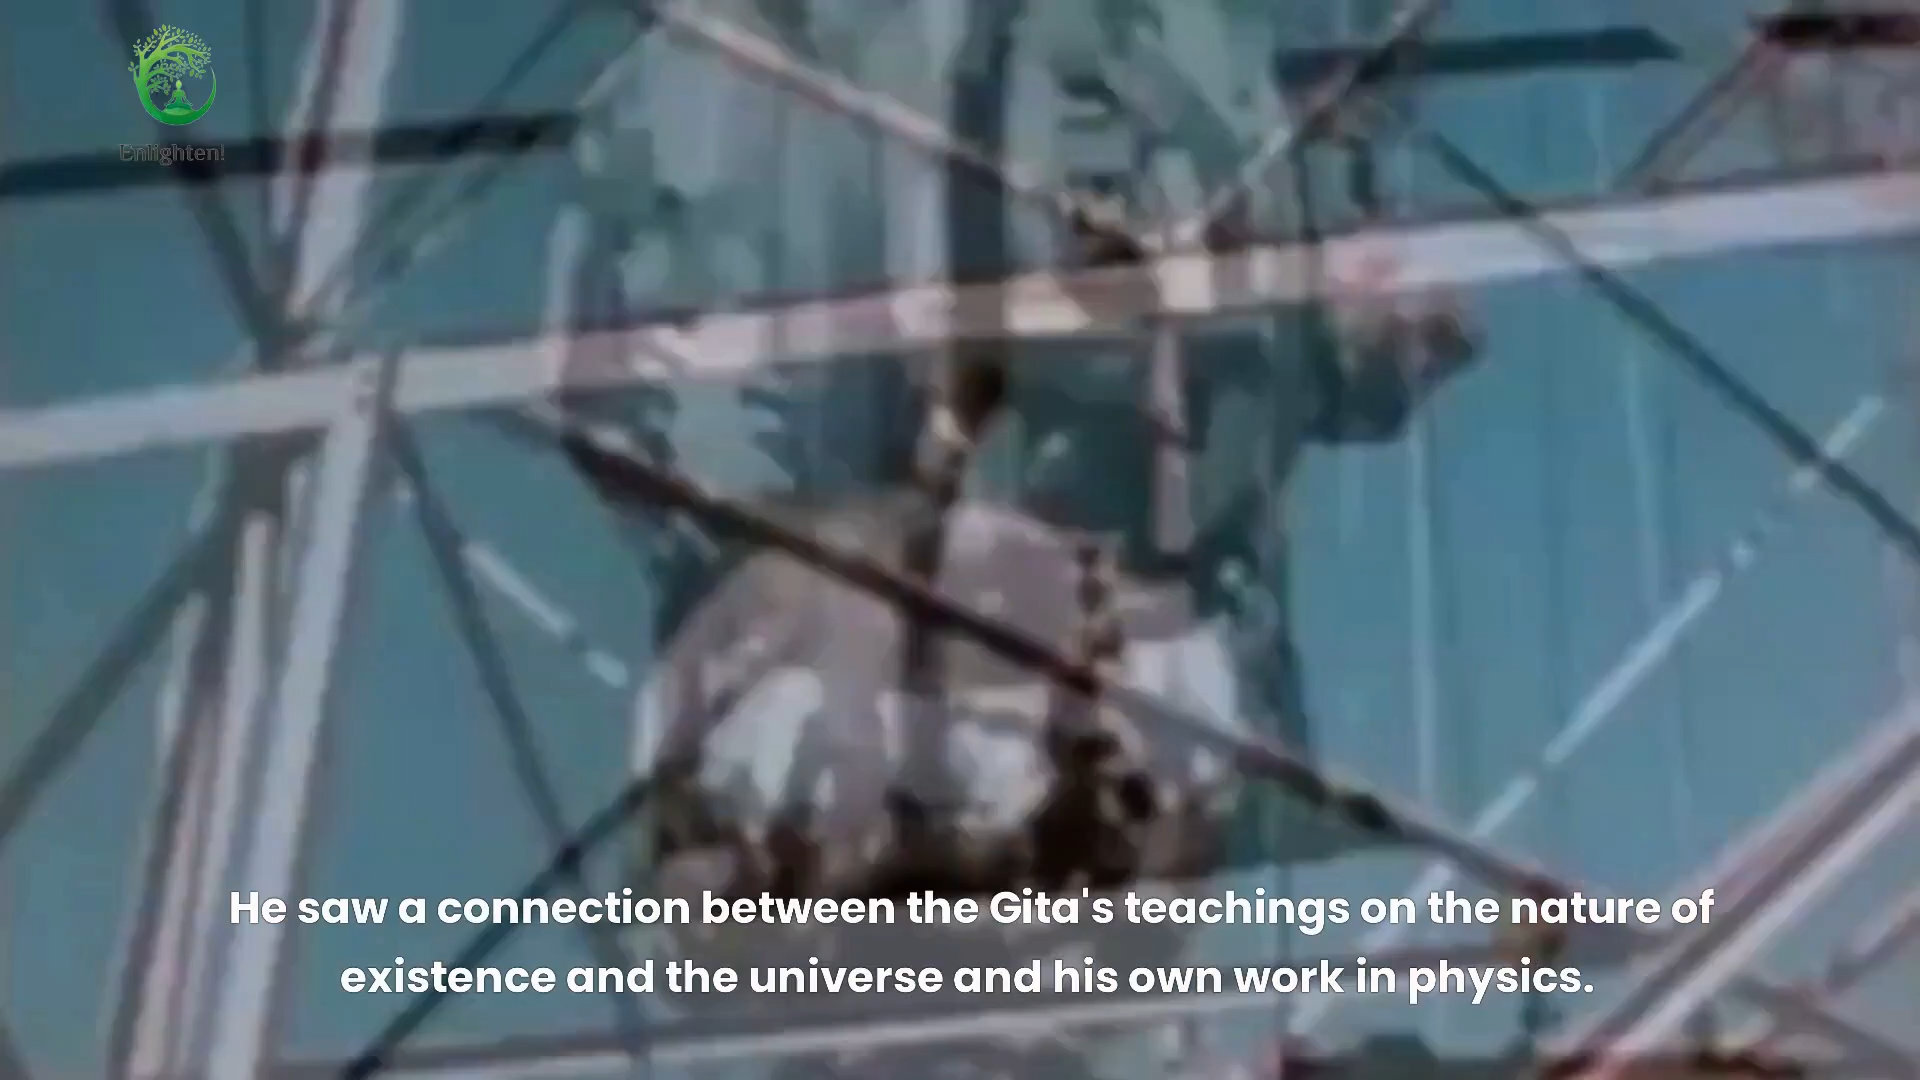 Enlighten!
He saw a connection between the Gita's teachings on the nature of
existence and the universe and his own work in physics.